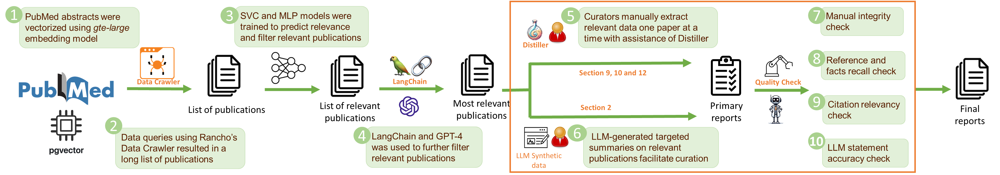 1
PubMed abstracts were
vectorized using gte-large
embedding model
PubMed
pgvector
2
Data queries using Rancho's
Data Crawler resulted in a
long list of publications
Data Crawler
List of publications
3
SVC and MLP models were
trained to predict relevance
and filter relevant publications
List of relevant
publications
LangChain
4
LangChain and GPT-4
was used to further filter
relevant publications
Most relevant
publications
Distiller
5
Curators manually extract
relevant data one paper at a
time with assistance of Distiller
Section 9, 10 and 12
Section 2
LLM Synthetic
data
6
LLM-generated targeted
summaries on relevant
publications facilitate curation
Primary
reports
Quality Check
7
Manual integrity
check
8
Reference and
facts recall check
9
Citation relevancy
check
10
LLM statement
accuracy check
Final
reports